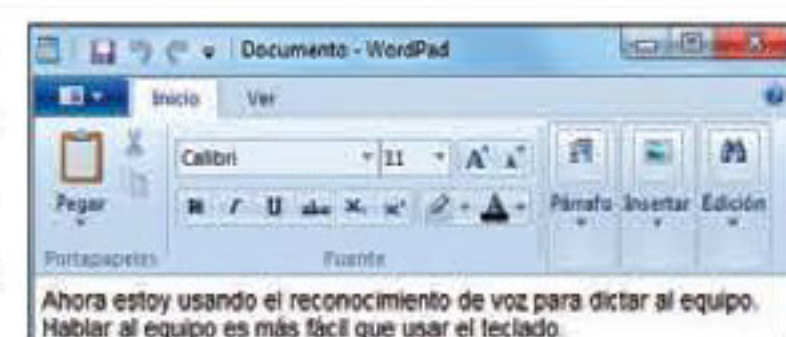 Documento - WordPad
Inicio Ver
Calibri 11 A A
Pegar N I U abc A Párrafo Insertar Edición
Portapapeles Fuente
Ahora estoy usando el reconocimiento de voz para dictar al equipo.
Hablar al equipo es más fácil que usar el teclado.